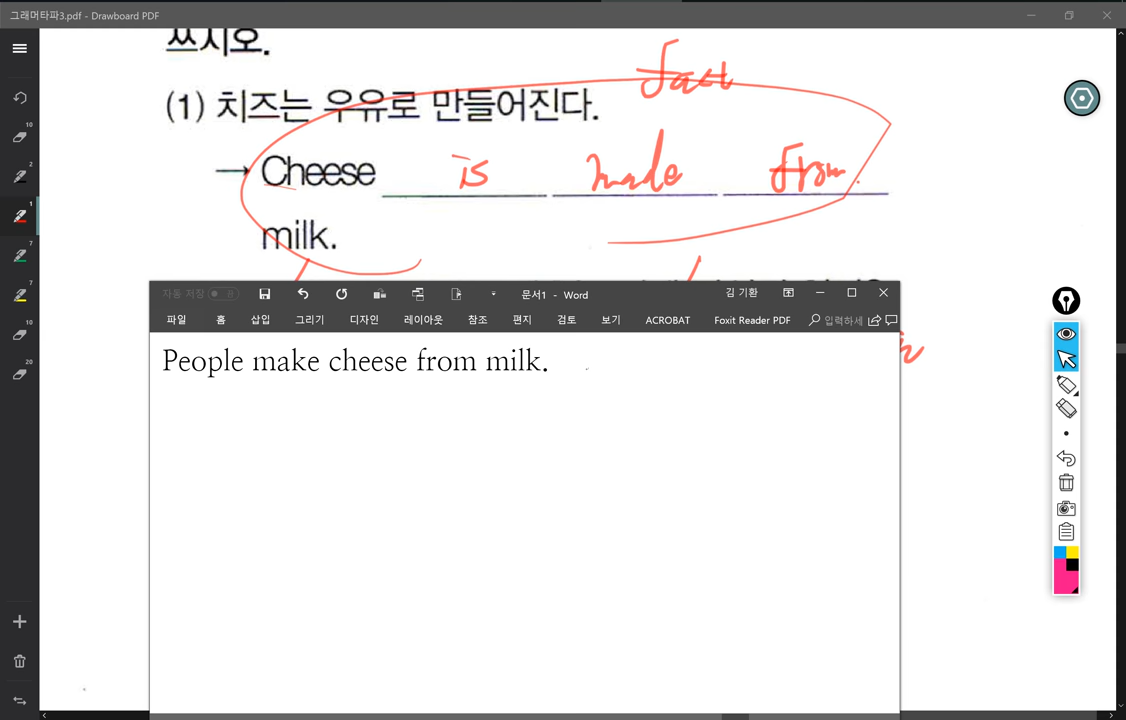 그래머타파3.pdf - Drawboard PDF
쓰시오.
fact
(1) 치즈는 우유로 만들어진다.
→ Cheese is made from
milk.
자동 저장
문서1 - Word
김 기환
파일 홈 삽입 그리기 디자인 레이아웃 참조 편지 검토 보기 ACROBAT Foxit Reader PDF 입력하세
People make cheese from milk.
10
2
1
7
7
10
20